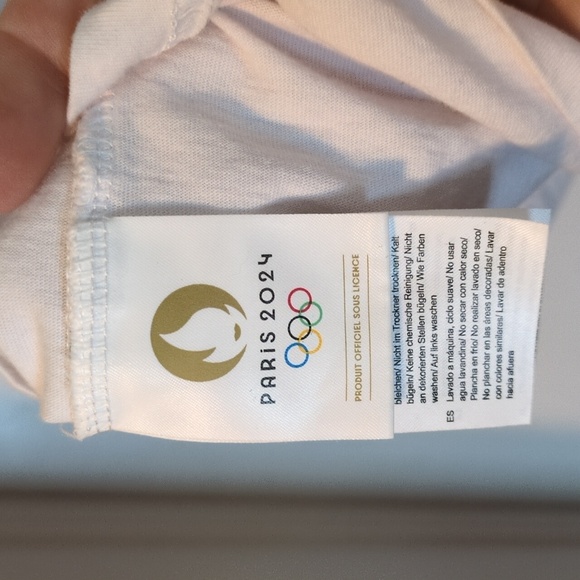 PARIS 2024
PRODUIT OFFICIEL SOUS LICENCE
bleichen/ Nicht im Trockner trocknen/ Kalt
bügeln/ Keine chemische Reinigung/ Nicht
an dekorierten Stellen bügeln/ Wie Farben
washen/ Auf links waschen
ES Lavado a máquina, ciclo suave/ No usar
agua lavandina/ No secar con calor seco/
Plancha en frío/ No realizar lavado en seco/
No planchar en las áreas decoradas/ Lavar
con colores similares/ Lavar de adentro
hacia afuera